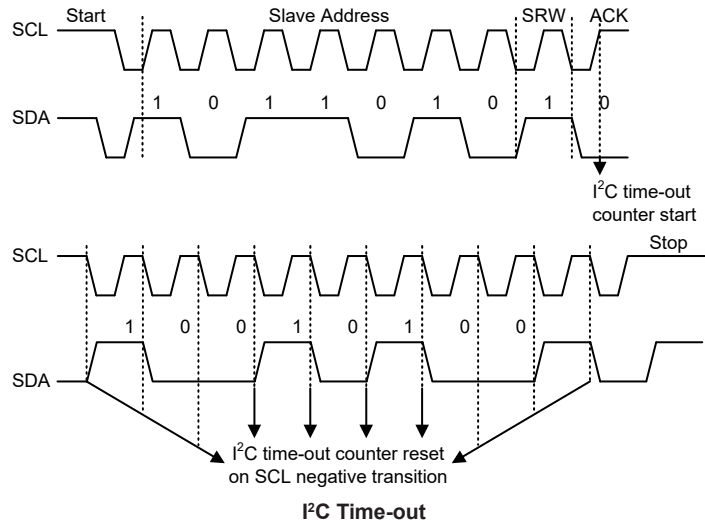 Start Slave Address SRW ACK
SCL
1 0 1 1 0 1 0 1 0
SDA
I²C time-out
counter start
Stop
SCL
1 0 0 1 0 1 0 0
SDA
I²C time-out counter reset
on SCL negative transition
I²C Time-out